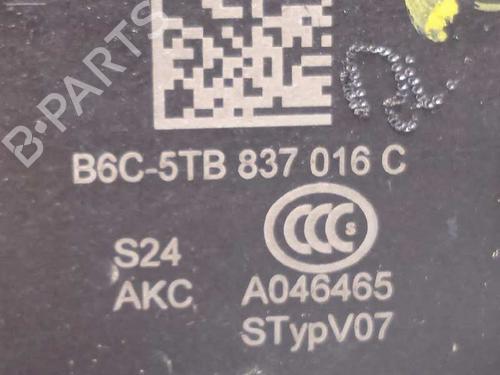 B-PARTS
B6C-5TB 837 016 C
CCC S
S24
AKC A046465
STypV07